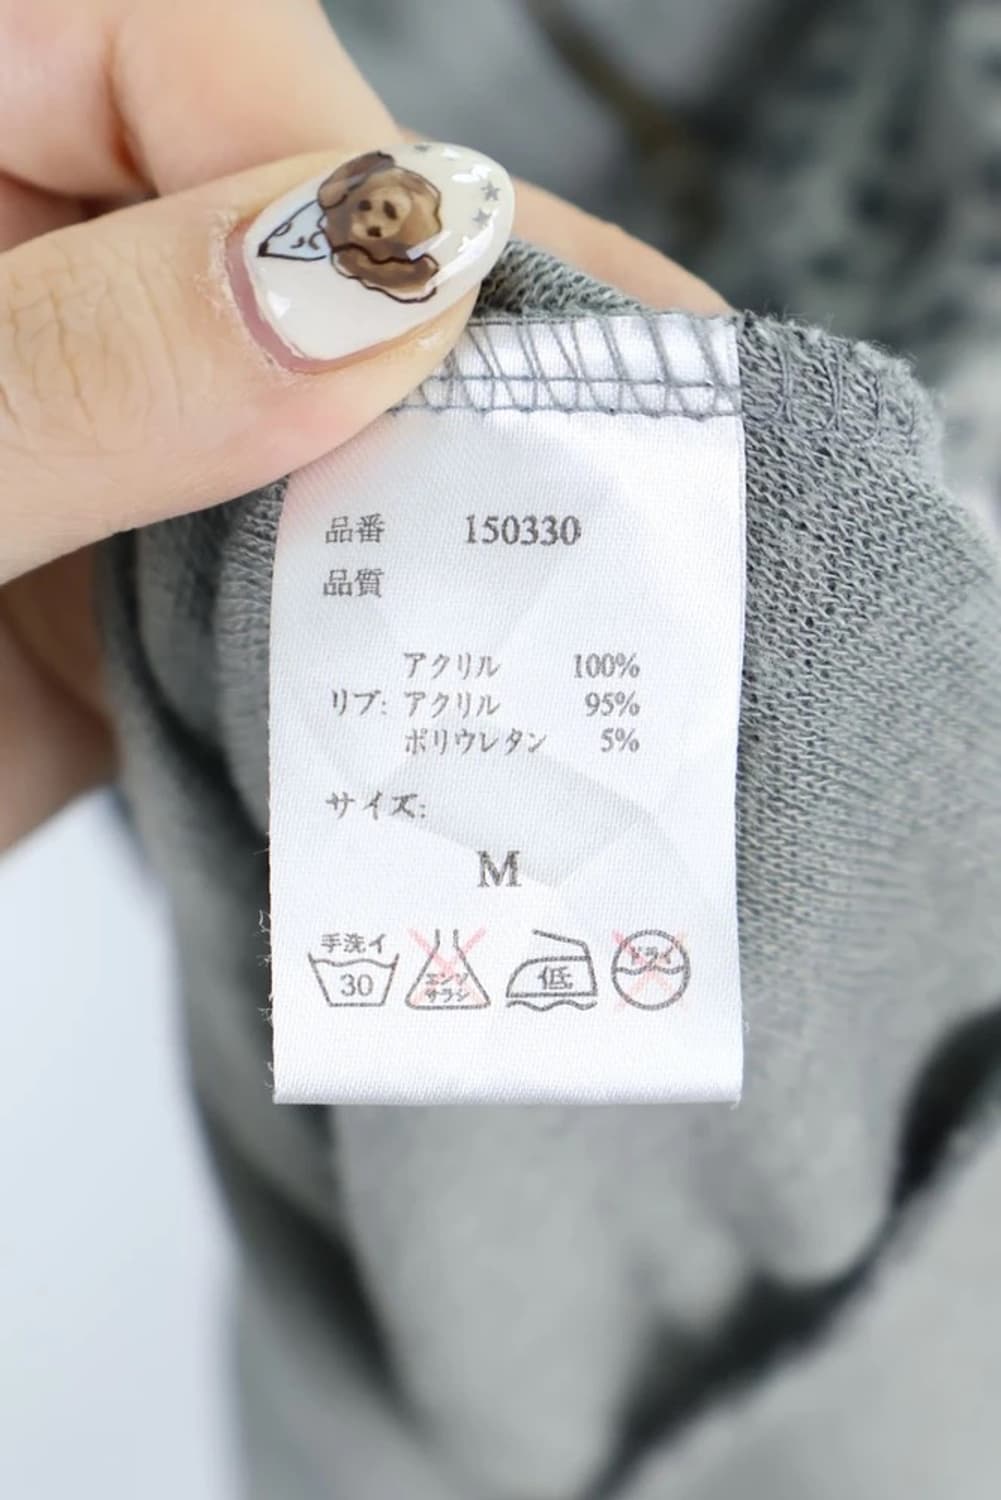 品番 150330
品質
アクリル 100%
リブ: アクリル 95%
ポリウレタン 5%
サイズ:
M
手洗イ
30
エンソ
サラシ
低
ドライ